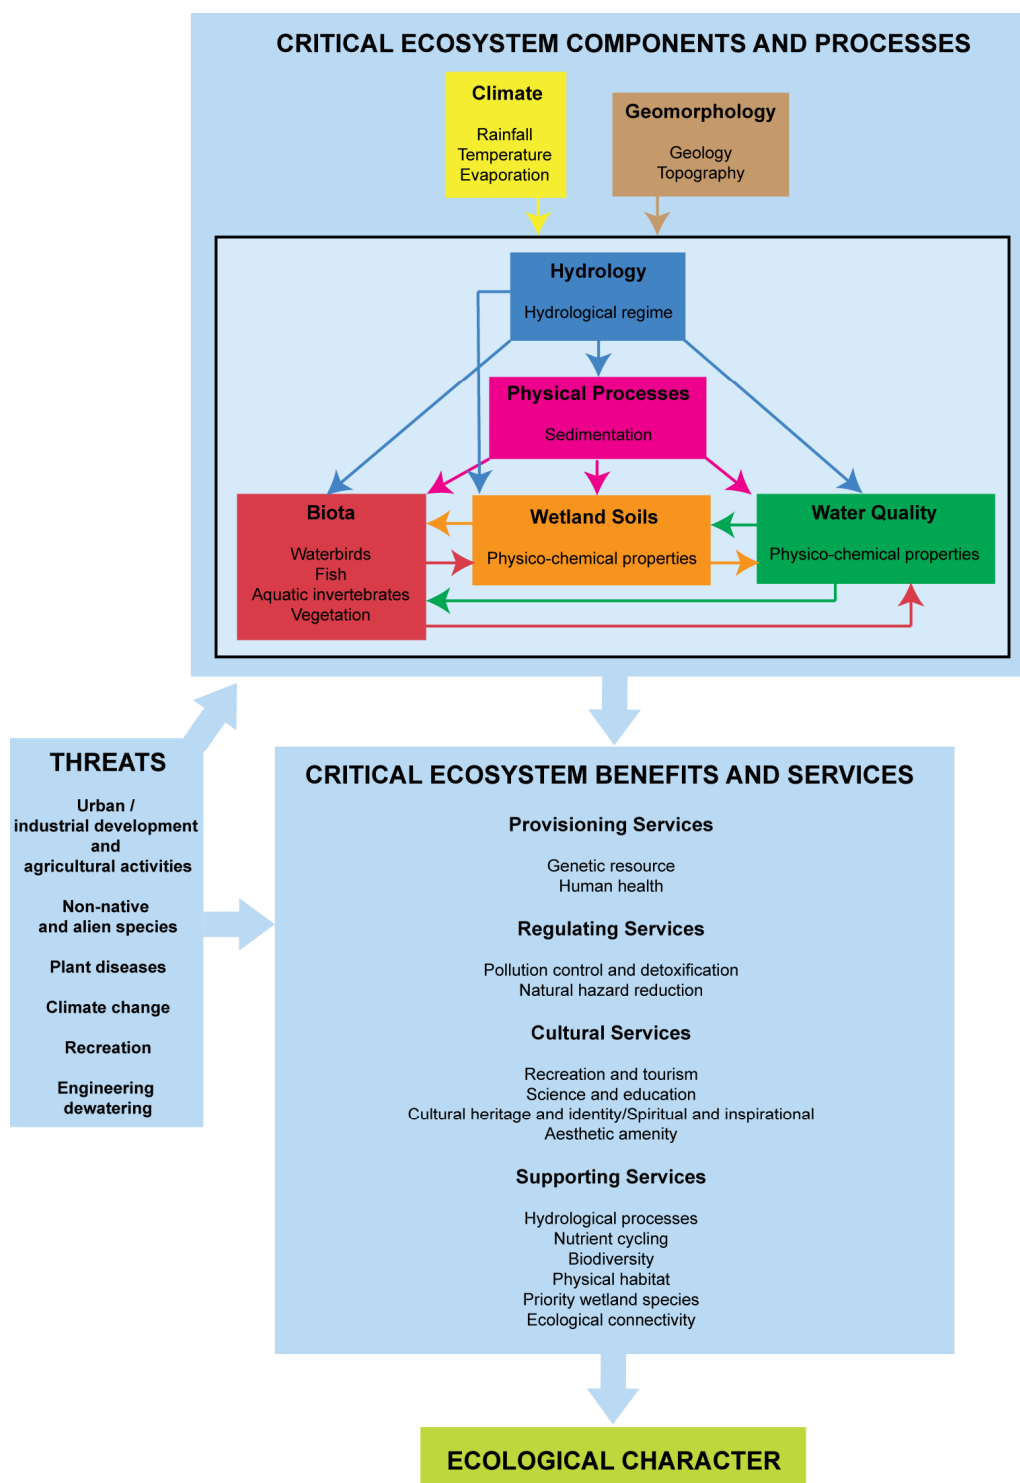 CRITICAL ECOSYSTEM COMPONENTS AND PROCESSES
Climate
Rainfall
Temperature
Evaporation
Geomorphology
Geology
Topography
Hydrology
Hydrological regime
Physical Processes
Sedimentation
Biota
Waterbirds
Fish
Aquatic invertebrates
Vegetation
Wetland Soils
Physico-chemical properties
Water Quality
Physico-chemical properties
THREATS
Urban /
industrial development
and
agricultural activities
Non-native
and alien species
Plant diseases
Climate change
Recreation
Engineering
dewatering
CRITICAL ECOSYSTEM BENEFITS AND SERVICES
Provisioning Services
Genetic resource
Human health
Regulating Services
Pollution control and detoxification
Natural hazard reduction
Cultural Services
Recreation and tourism
Science and education
Cultural heritage and identity/Spiritual and inspirational
Aesthetic amenity
Supporting Services
Hydrological processes
Nutrient cycling
Biodiversity
Physical habitat
Priority wetland species
Ecological connectivity
ECOLOGICAL CHARACTER